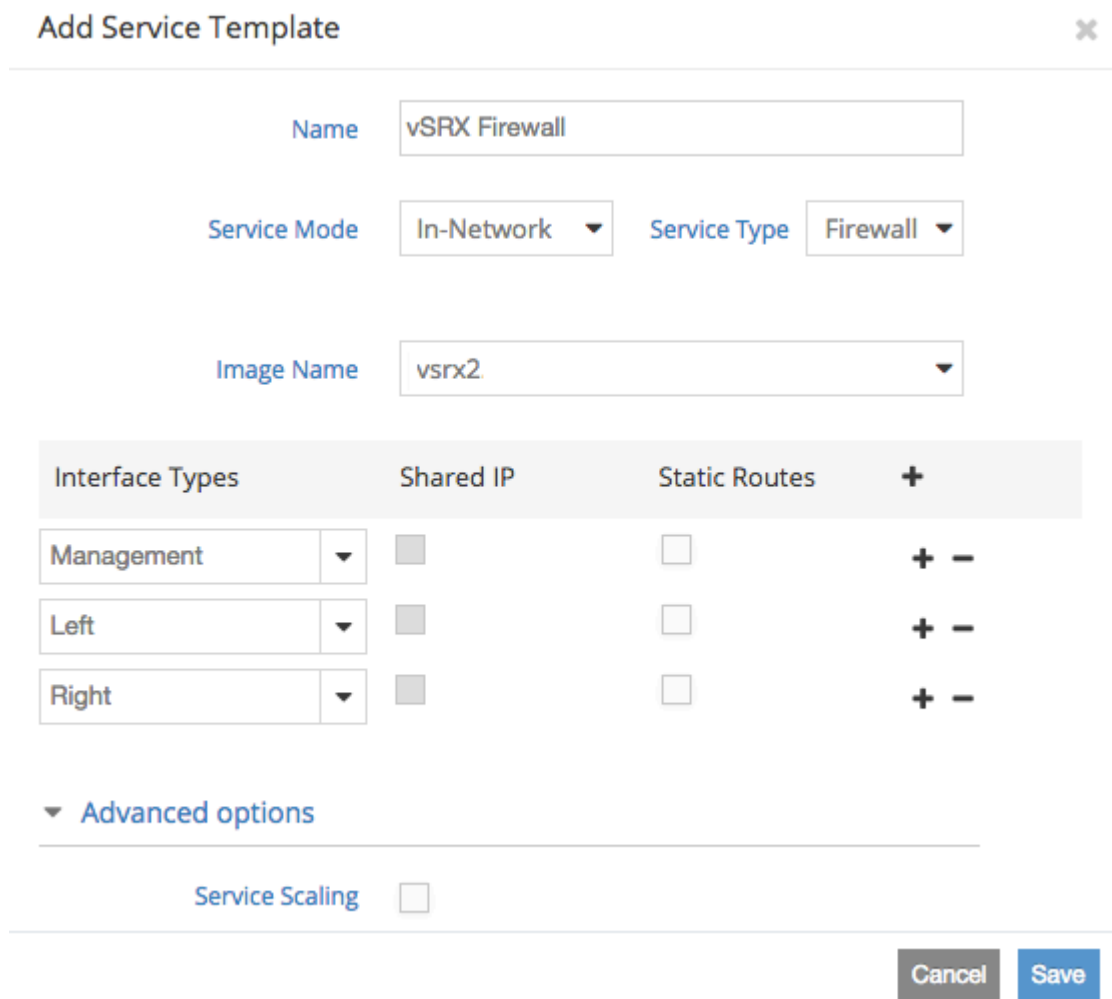 Add Service Template
Name vSRX Firewall
Service Mode In-Network Service Type Firewall
Image Name vsrx2
Interface Types Shared IP Static Routes +
Management + −
Left + −
Right + −
Advanced options
Service Scaling
Cancel Save